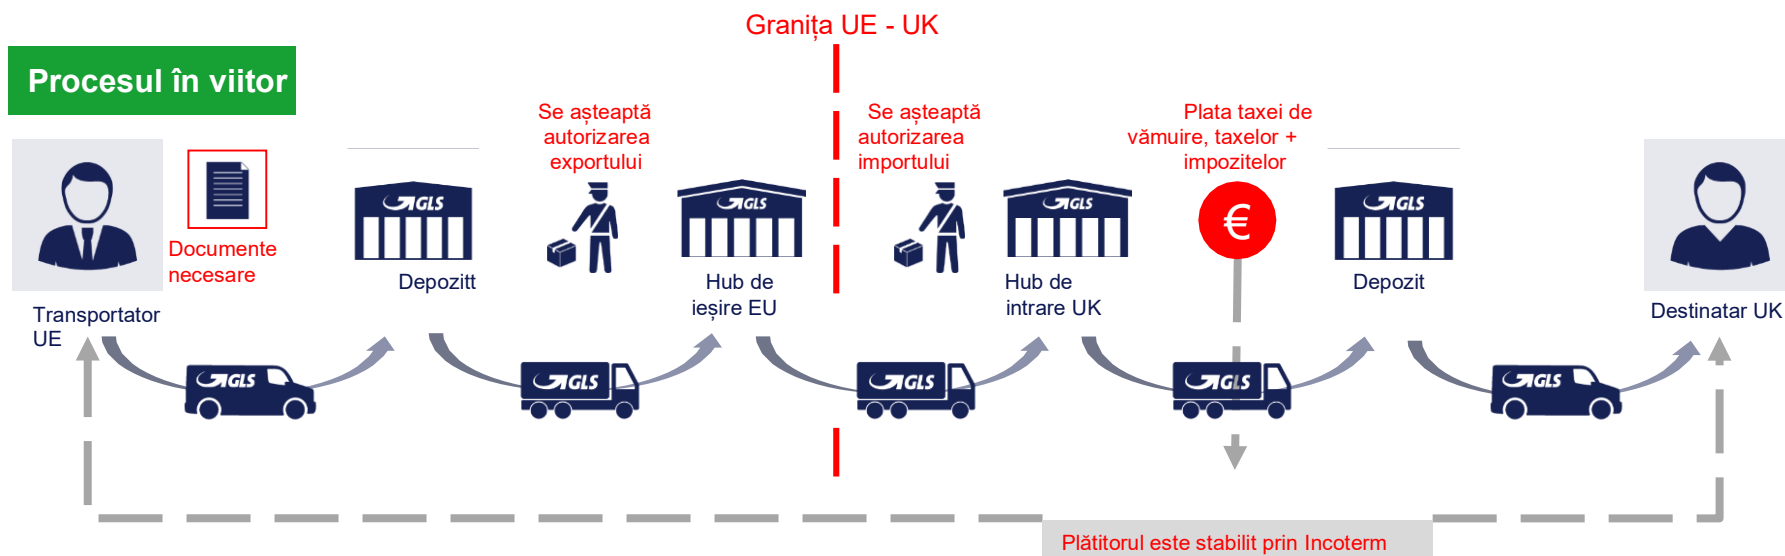 Granița UE - UK
Procesul în viitor
Se așteaptă
autorizarea
exportului
Se așteaptă
autorizarea
importului
Plata taxei de
vămuire, taxelor +
impozitelor
GLS
GLS
GLS
GLS
€
Documente
necesare
Transportator
UE
Depozitt
Hub de
ieșire EU
Hub de
intrare UK
Depozit
Destinatar UK
GLS
GLS
GLS
GLS
GLS
Plătitorul este stabilit prin Incoterm